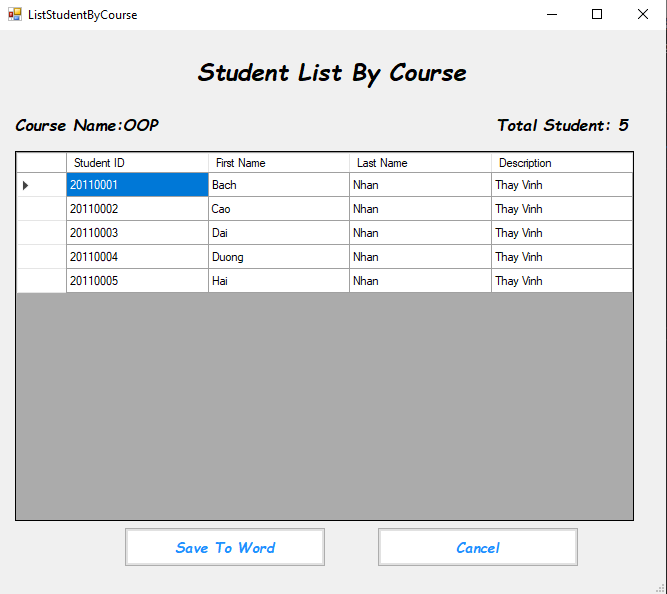 ListStudentByCourse
Student List By Course
Course Name:OOP Total Student: 5
Student ID First Name Last Name Description
20110001 Bach Nhan Thay Vinh
20110002 Cao Nhan Thay Vinh
20110003 Dai Nhan Thay Vinh
20110004 Duong Nhan Thay Vinh
20110005 Hai Nhan Thay Vinh
Save To Word Cancel